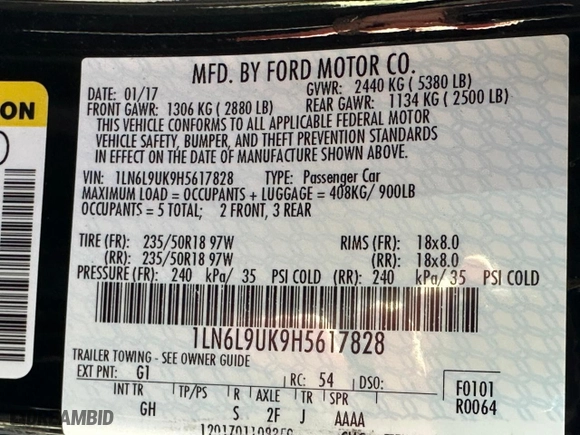 MFD. BY FORD MOTOR CO.
DATE: 01/17 GVWR: 2440 KG ( 5380 LB)
FRONT GAWR: 1306 KG ( 2880 LB) REAR GAWR: 1134 KG ( 2500 LB)
THIS VEHICLE CONFORMS TO ALL APPLICABLE FEDERAL MOTOR
VEHICLE SAFETY, BUMPER, AND THEFT PREVENTION STANDARDS
IN EFFECT ON THE DATE OF MANUFACTURE SHOWN ABOVE.
VIN: 1LN6L9UK9H5617828 TYPE: Passenger Car
MAXIMUM LOAD = OCCUPANTS + LUGGAGE = 408KG/ 900LB
OCCUPANTS = 5 TOTAL; 2 FRONT, 3 REAR
TIRE (FR): 235/50R18 97W RIMS (FR): 18x8.0
(RR): 235/50R18 97W (RR): 18x8.0
PRESSURE (FR): 240 kPa/ 35 PSI COLD (RR): 240 kPa/ 35 PSI COLD
1LN6L9UK9H5617828
TRAILER TOWING - SEE OWNER GUIDE
EXT PNT: G1 RC: 54 DSO:
F0101
R0064
INT TR TP/PS R AXLE TR SPR
GH S 2F J AAAA
ON